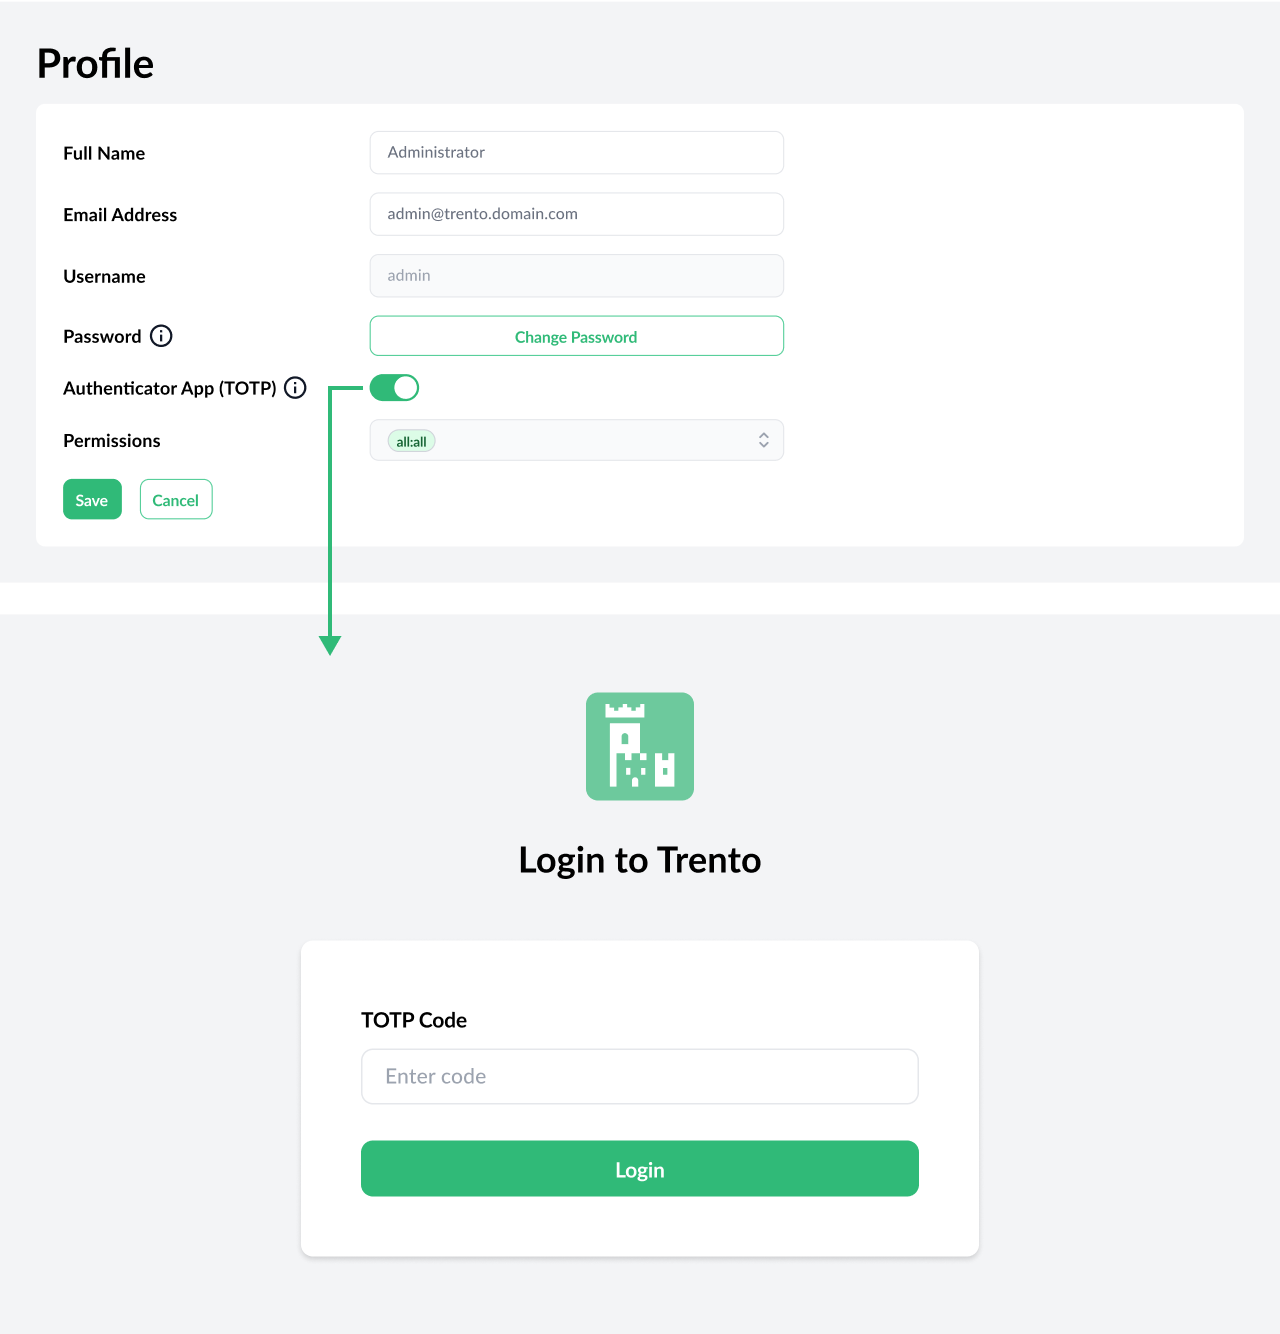 Profile
Full Name
Administrator
Email Address
admin@trento.domain.com
Username
admin
Password
Change Password
Authenticator App (TOTP)
Permissions
all:all
Save
Cancel
Login to Trento
TOTP Code
Enter code
Login